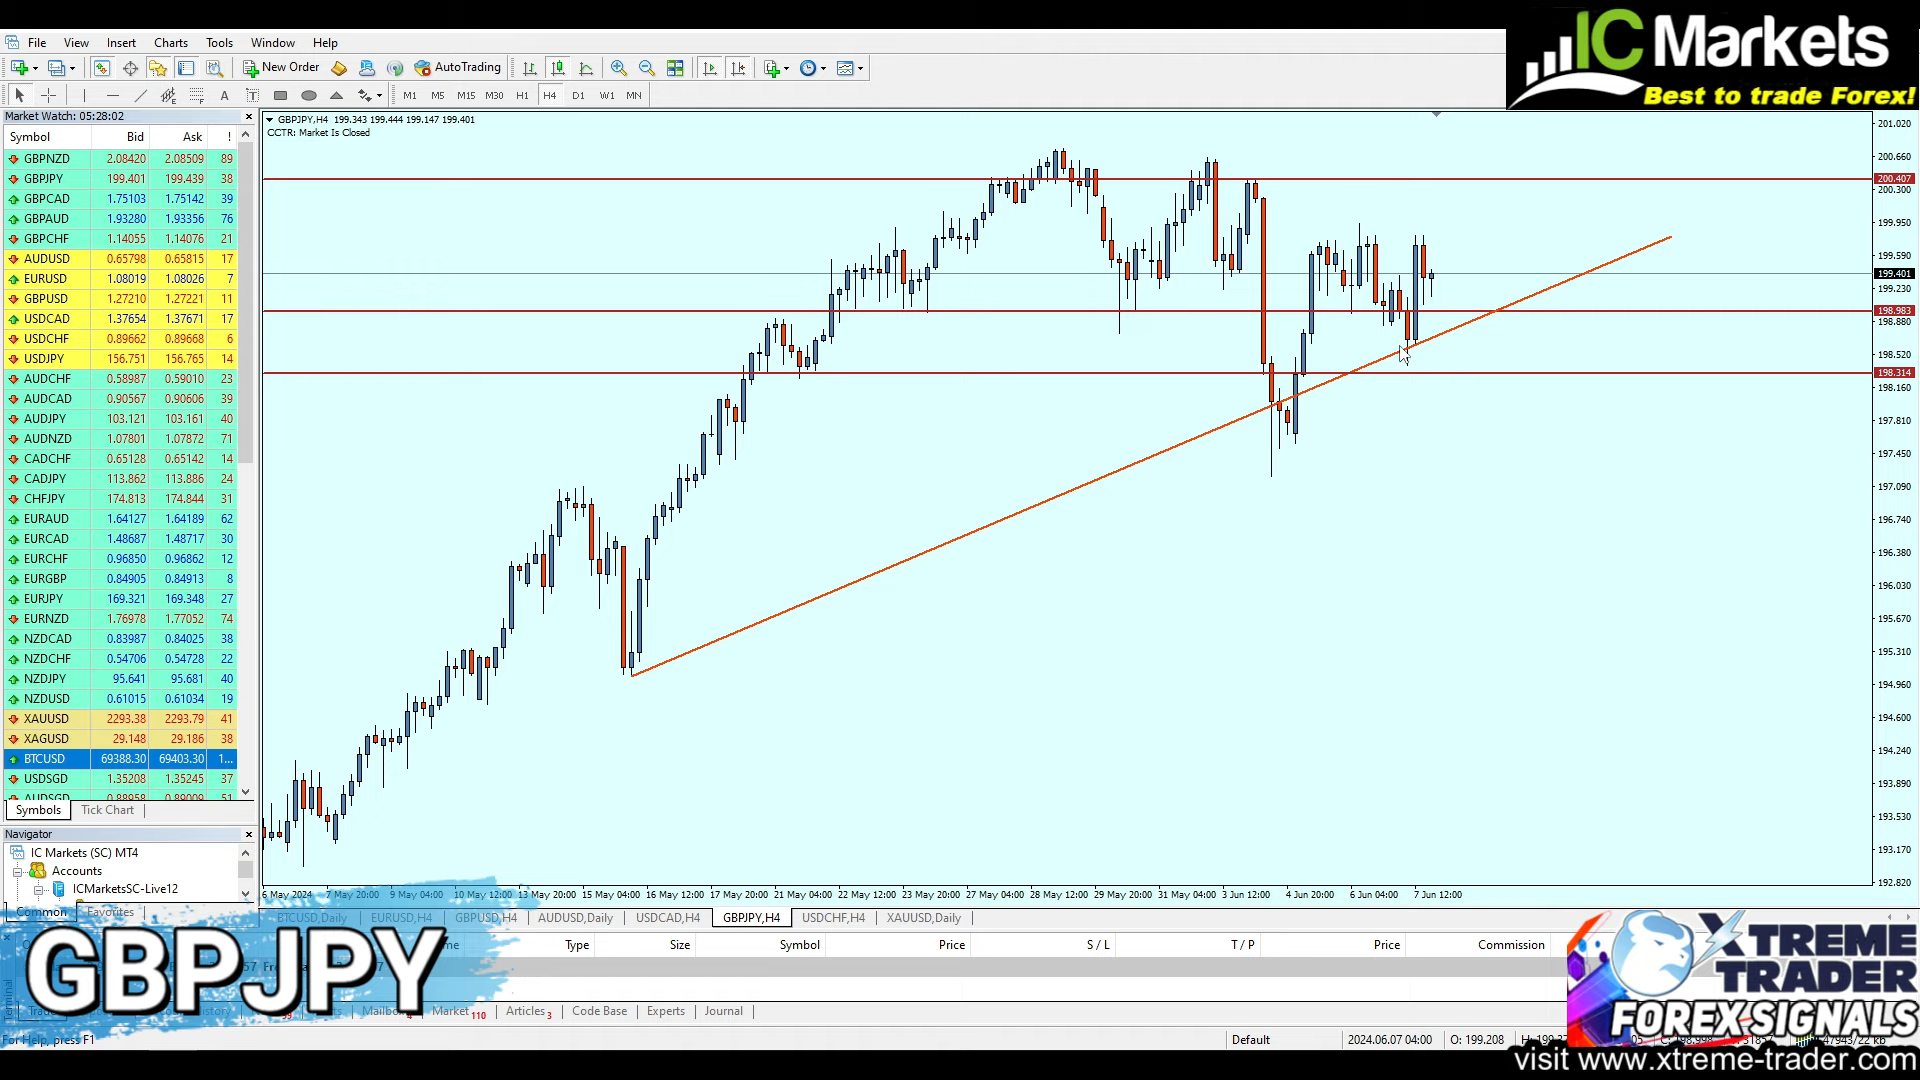 IC Markets
Best to trade Forex!
File View Insert Charts Tools Window Help
New Order AutoTrading
A T M1 M5 M15 M30 H1 H4 D1 W1 MN
Market Watch: 05:28:02
Symbol Bid Ask !
GBPNZD 2.08420 2.08509 89
GBPJPY 199.401 199.439 38
GBPCAD 1.75103 1.75142 39
GBPAUD 1.93280 1.93356 76
GBPCHF 1.14055 1.14076 21
AUDUSD 0.65798 0.65815 17
EURUSD 1.08019 1.08026 7
GBPUSD 1.27210 1.27221 11
USDCAD 1.37654 1.37671 17
USDCHF 0.89662 0.89668 6
USDJPY 156.751 156.765 14
AUDCHF 0.58987 0.59010 23
AUDCAD 0.90567 0.90606 39
AUDJPY 103.121 103.161 40
AUDNZD 1.07801 1.07872 71
CADCHF 0.65128 0.65142 14
CADJPY 113.862 113.886 24
CHFJPY 174.813 174.844 31
EURAUD 1.64127 1.64189 62
EURCAD 1.48687 1.48717 30
EURCHF 0.96850 0.96862 12
EURGBP 0.84905 0.84913 8
EURJPY 169.321 169.348 27
EURNZD 1.76978 1.77052 74
NZDCAD 0.83987 0.84025 38
NZDCHF 0.54706 0.54728 22
NZDJPY 95.641 95.681 40
NZDUSD 0.61015 0.61034 19
XAUUSD 2293.38 2293.79 41
XAGUSD 29.148 29.186 38
BTCUSD 69388.30 69403.30 1...
USDSGD 1.35208 1.35245 37
AUDSGD 0.88958 0.89009 51
Symbols Tick Chart
Navigator
IC Markets (SC) MT4
Accounts
ICMarketsSC-Live12
Common Favorites
GBPJPY,H4 199.343 199.444 199.147 199.401
CCTR: Market Is Closed
201.020
200.660
200.407
200.300
199.950
199.590
199.401
199.230
198.983
198.880
198.520
198.314
198.160
197.810
197.450
197.090
196.740
196.380
196.030
195.670
195.310
194.960
194.600
194.240
193.890
193.530
193.170
192.820
6 May 2024 7 May 20:00 9 May 04:00 10 May 12:00 13 May 20:00 15 May 04:00 16 May 12:00 17 May 20:00 21 May 04:00 22 May 12:00 23 May 20:00 27 May 04:00 28 May 12:00 29 May 20:00 31 May 04:00 3 Jun 12:00 4 Jun 20:00 6 Jun 04:00 7 Jun 12:00
BTCUSD,Daily EURUSD,H4 GBPUSD,H4 AUDUSD,Daily USDCAD,H4 GBPJPY,H4 USDCHF,H4 XAUUSD,Daily
Type Size Symbol Price S / L T / P Price Commission
GBPJPY
Mailbox Market 110 Articles 3 Code Base Experts Journal
Terminal
For Help, press F1
Default 2024.06.07 04:00 O: 199.208
XTREME
TRADER
FOREX SIGNALS
visit www.xtreme-trader.com